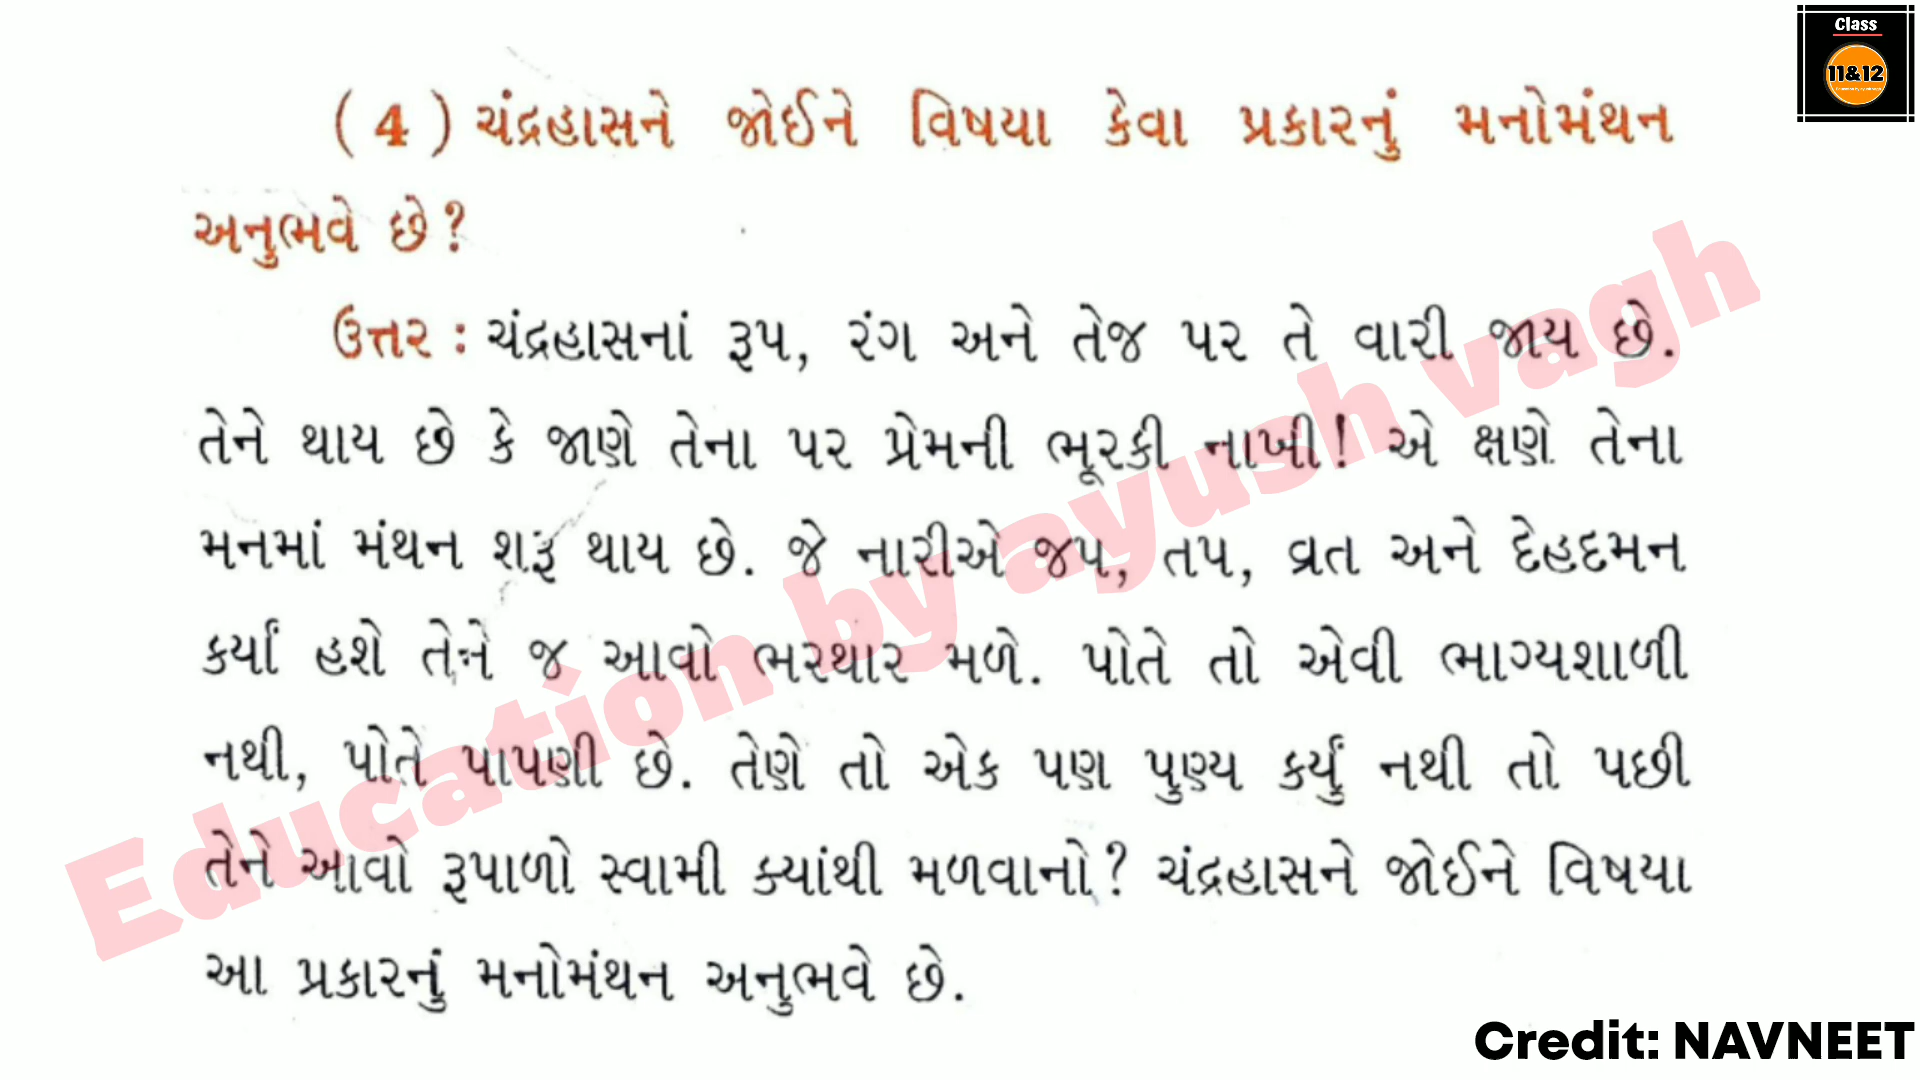 Class
11&12
(4) ચંદ્રહાસને જોઈને વિષયા કેવા પ્રકારનું મનોમંથન
અનુભવે છે?
ઉત્તર : ચંદ્રહાસનાં રૂપ, રંગ અને તેજ પર તે વારી જાય છે.
તેને થાય છે કે જાણે તેના પર પ્રેમની ભૂરકી નાખી! એ ક્ષણે તેના
મનમાં મંથન શરૂ થાય છે. જે નારીએ જપ, તપ, વ્રત અને દેહદમન
કર્યાં હશે તેને જ આવો ભરથાર મળે. પોતે તો એવી ભાગ્યશાળી
નથી, પોતે પાપણી છે. તેણે તો એક પણ પુણ્ય કર્યું નથી તો પછી
તેને આવો રૂપાળો સ્વામી ક્યાંથી મળવાનો? ચંદ્રહાસને જોઈને વિષયા
આ પ્રકારનું મનોમંથન અનુભવે છે.
Education by ayush vagh
Credit: NAVNEET